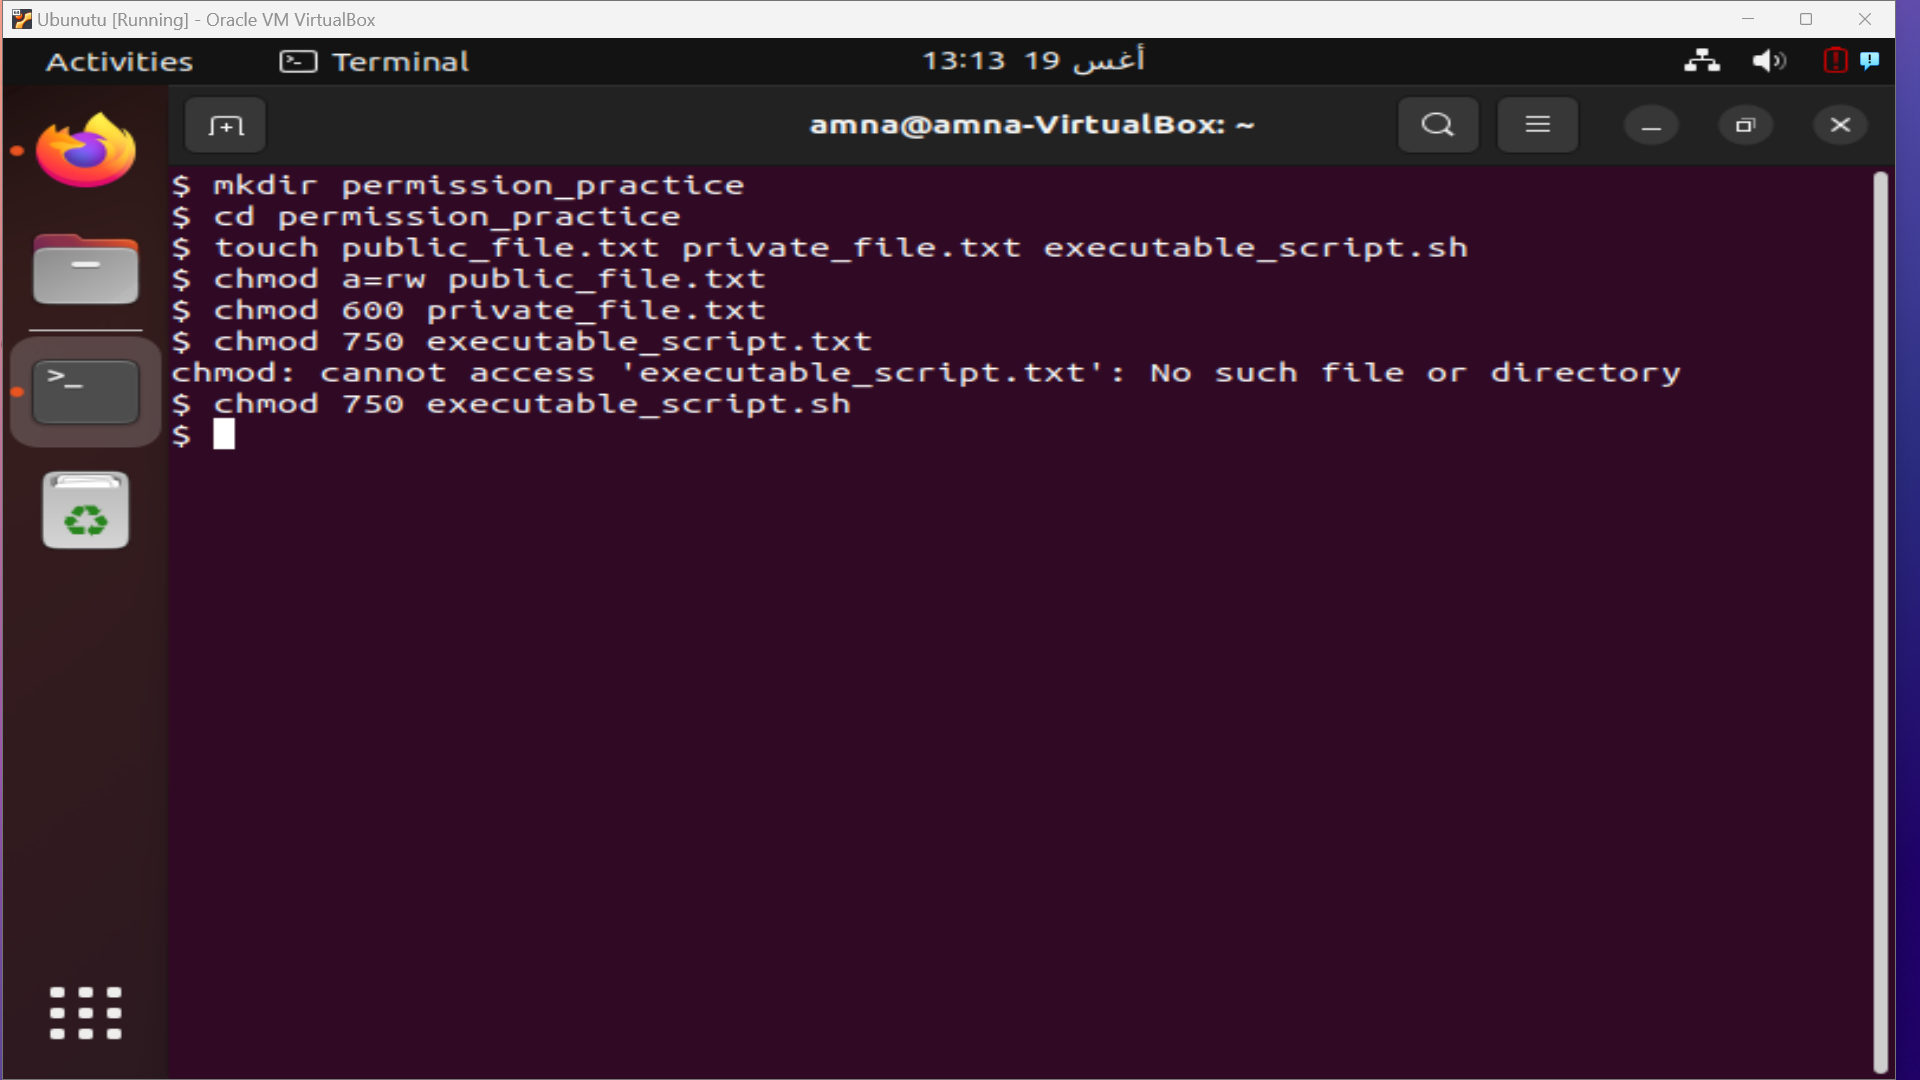 Ubunutu [Running] - Oracle VM VirtualBox
Activities
Terminal
13:13 19 أغس
amna@amna-VirtualBox: ~
$ mkdir permission_practice
$ cd permission_practice
$ touch public_file.txt private_file.txt executable_script.sh
$ chmod a=rw public_file.txt
$ chmod 600 private_file.txt
$ chmod 750 executable_script.txt
chmod: cannot access 'executable_script.txt': No such file or directory
$ chmod 750 executable_script.sh
$